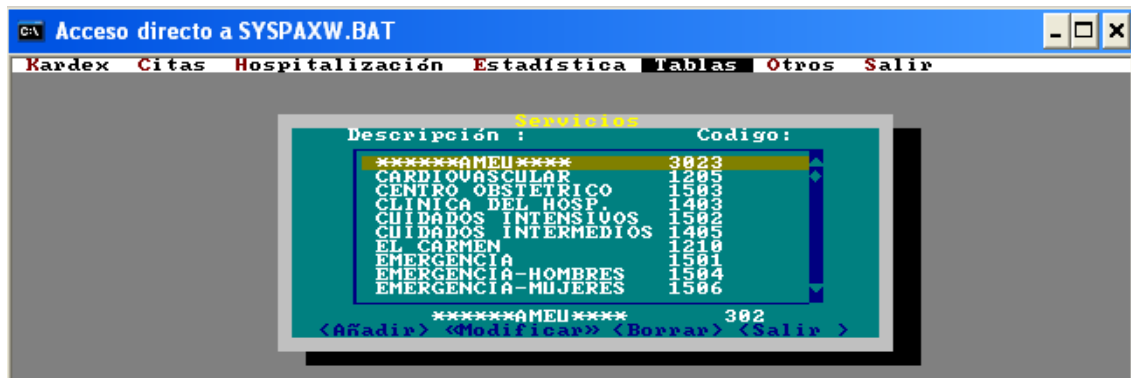 Acceso directo a SYSPAXW.BAT
Kardex Citas Hospitalización Estadística Tablas Otros Salir
Servicios
Descripción : Codigo:
******AMEU**** 3023
CARDIOVASCULAR 1205
CENTRO OBSTETRICO 1503
CLINICA DEL HOSP. 1403
CUIDADOS INTENSIVOS 1502
CUIDADOS INTERMEDIOS 1405
EL CARMEN 1210
EMERGENCIA 1501
EMERGENCIA-HOMBRES 1504
EMERGENCIA-MUJERES 1506
******AMEU**** 302
<Añadir> «Modificar» <Borrar> <Salir >